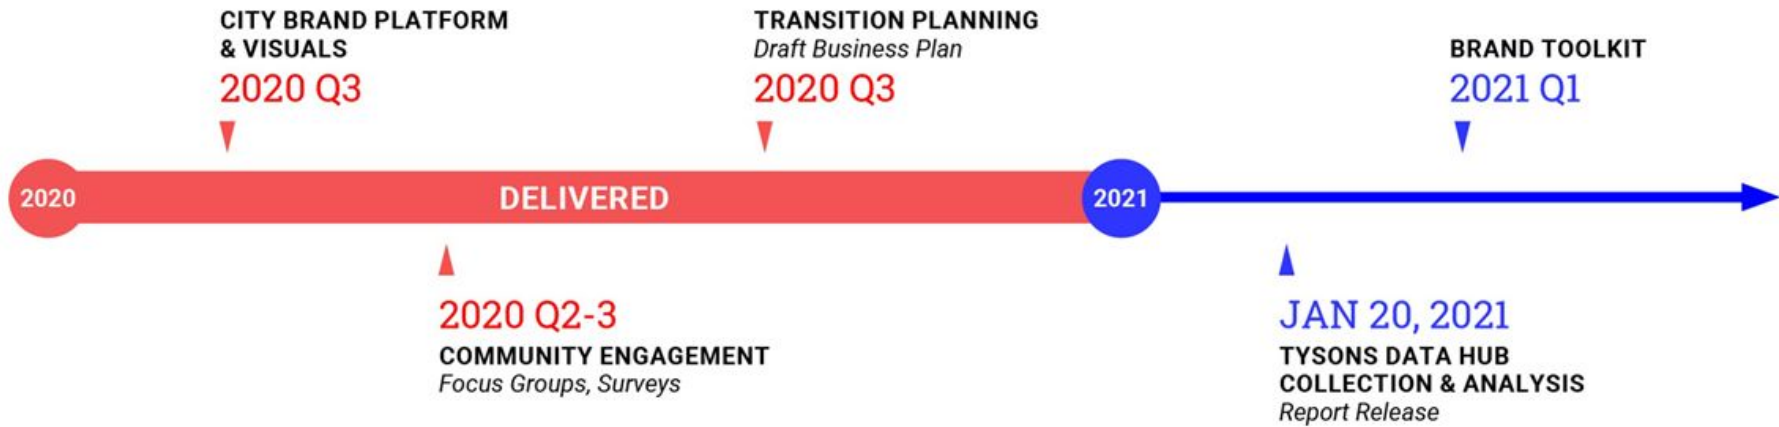 CITY BRAND PLATFORM
& VISUALS
2020 Q3
TRANSITION PLANNING
Draft Business Plan
2020 Q3
BRAND TOOLKIT
2021 Q1
2020
DELIVERED
2021
2020 Q2-3
COMMUNITY ENGAGEMENT
Focus Groups, Surveys
JAN 20, 2021
TYSONS DATA HUB
COLLECTION & ANALYSIS
Report Release